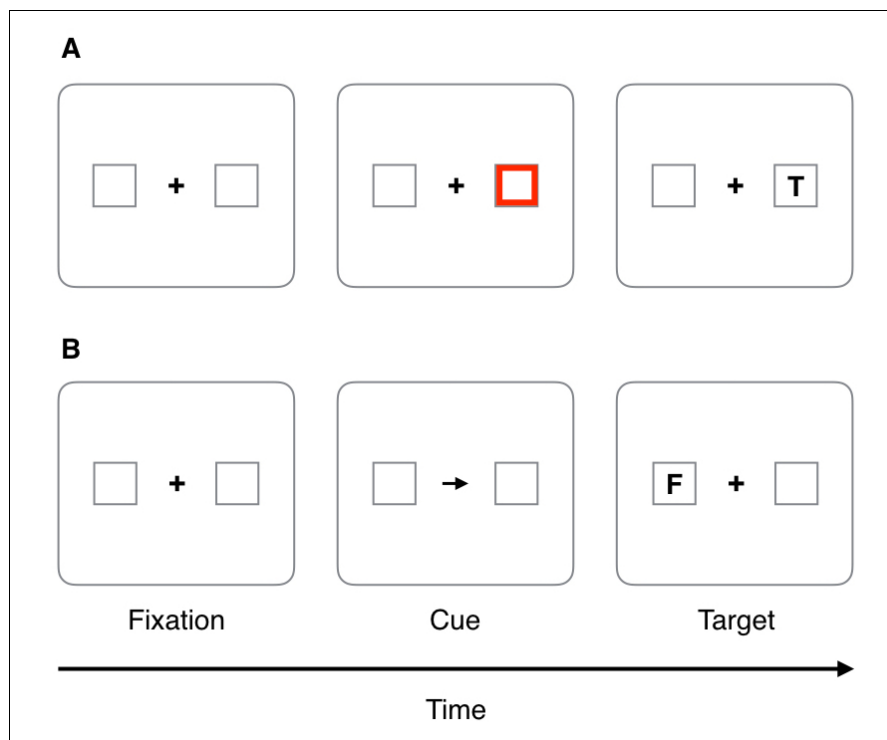 A
+ + + T
B
+ F +
Fixation Cue Target
Time